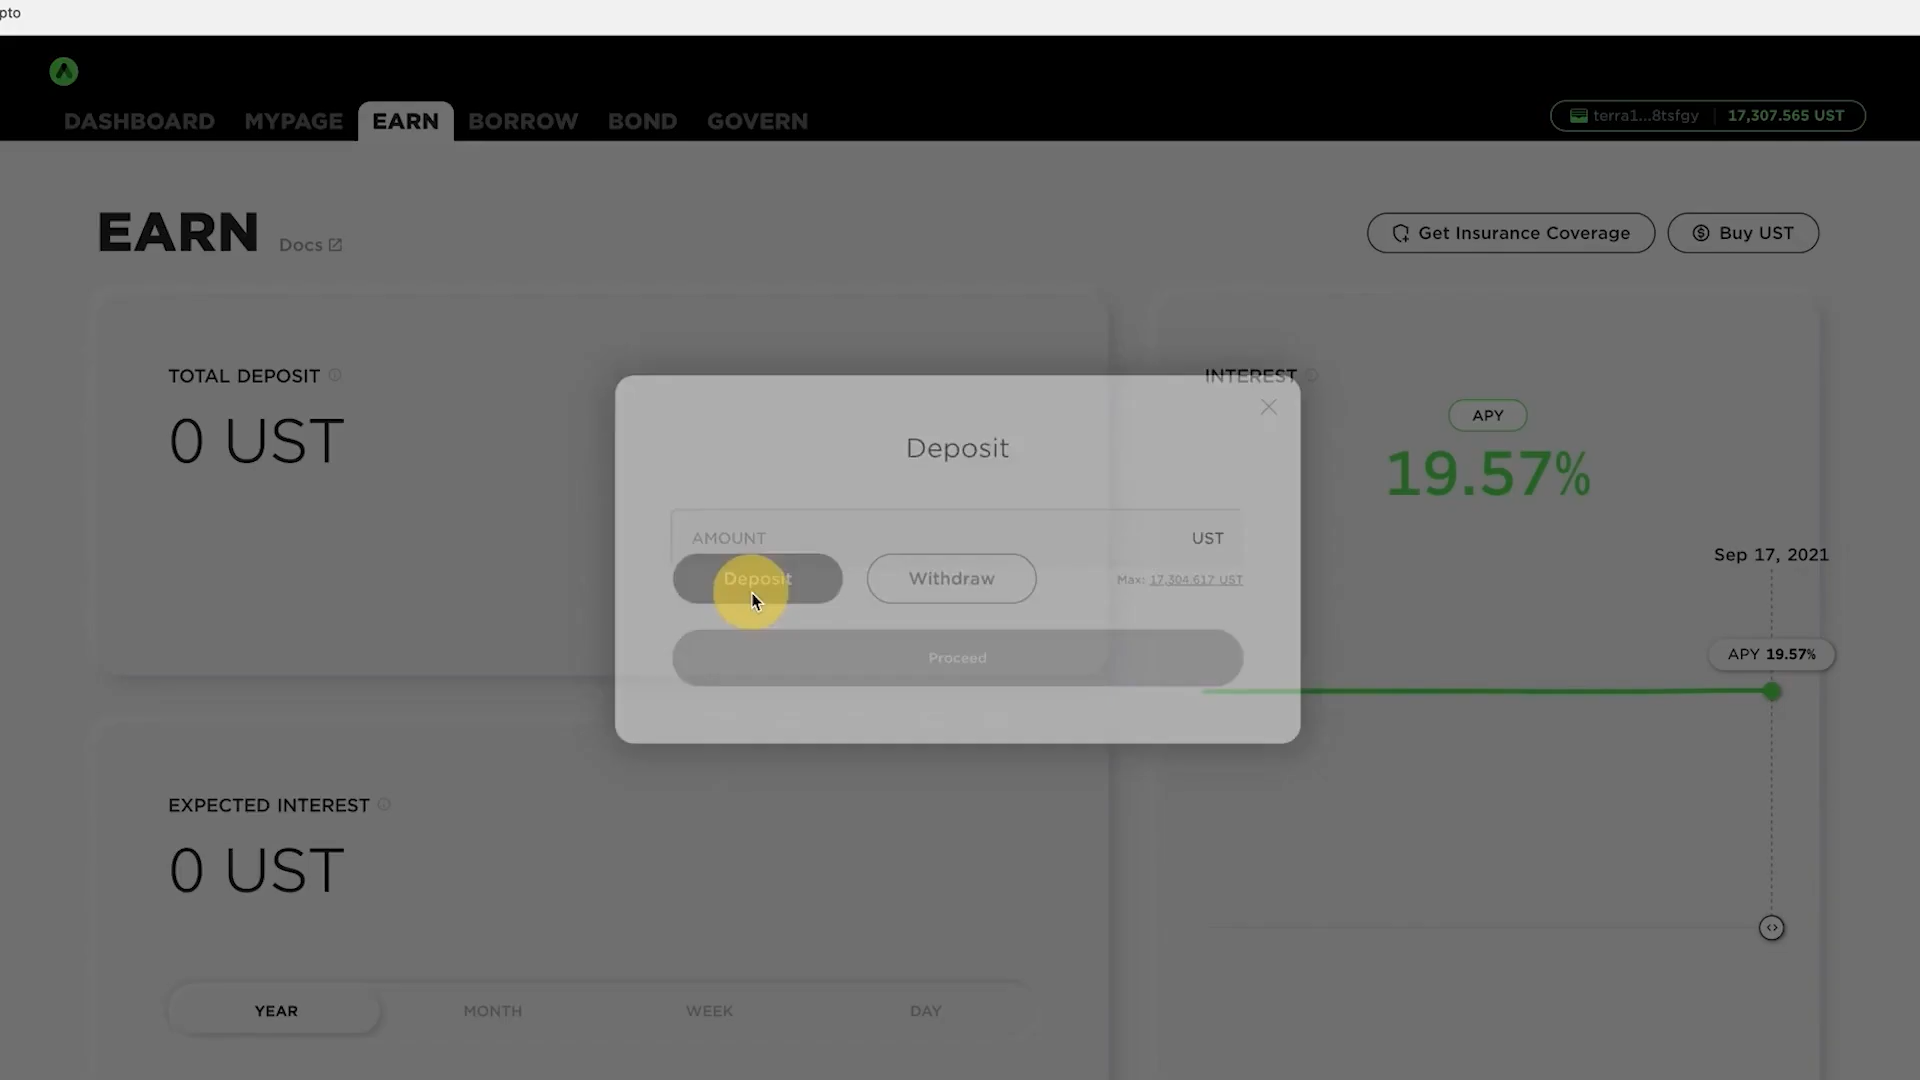 pto
DASHBOARD MYPAGE EARN BORROW BOND GOVERN
terra1...8tsfgy 17,307.565 UST
EARN Docs
Get Insurance Coverage Buy UST
TOTAL DEPOSIT
0 UST
INTEREST
APY
19.57%
Sep 17, 2021
APY 19.57%
Deposit
AMOUNT UST
Deposit Withdraw Max: 17,304.617 UST
Proceed
EXPECTED INTEREST
0 UST
YEAR MONTH WEEK DAY